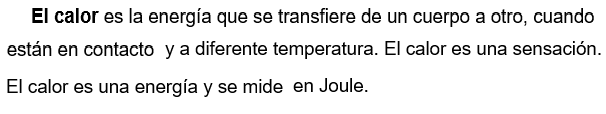 El calor es la energía que se transfiere de un cuerpo a otro, cuando
están en contacto y a diferente temperatura. El calor es una sensación.
El calor es una energía y se mide en Joule.